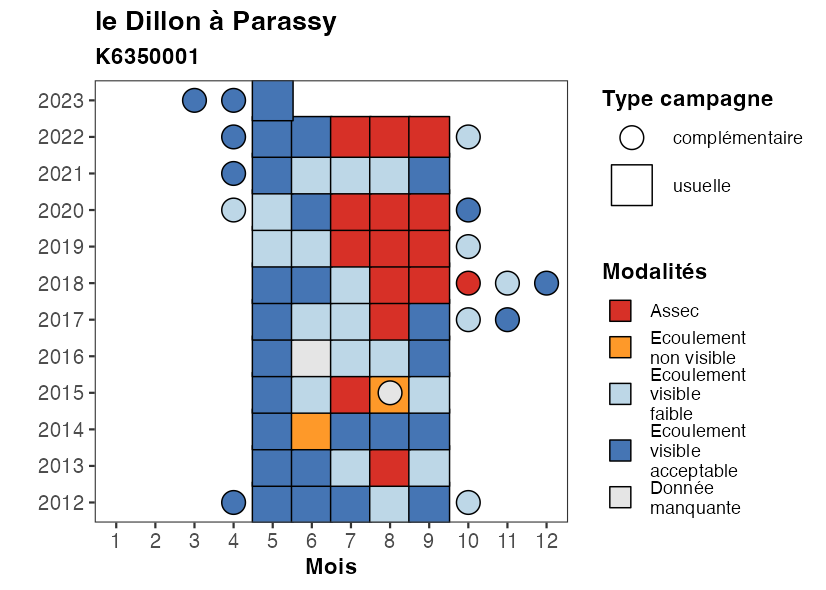 le Dillon à Parassy
K6350001
2023
2022
2021
2020
2019
2018
2017
2016
2015
2014
2013
2012
1 2 3 4 5 6 7 8 9 10 11 12
Mois
Type campagne
complémentaire
usuelle
Modalités
Assec
Ecoulement
non visible
Ecoulement
visible
faible
Ecoulement
visible
acceptable
Donnée
manquante